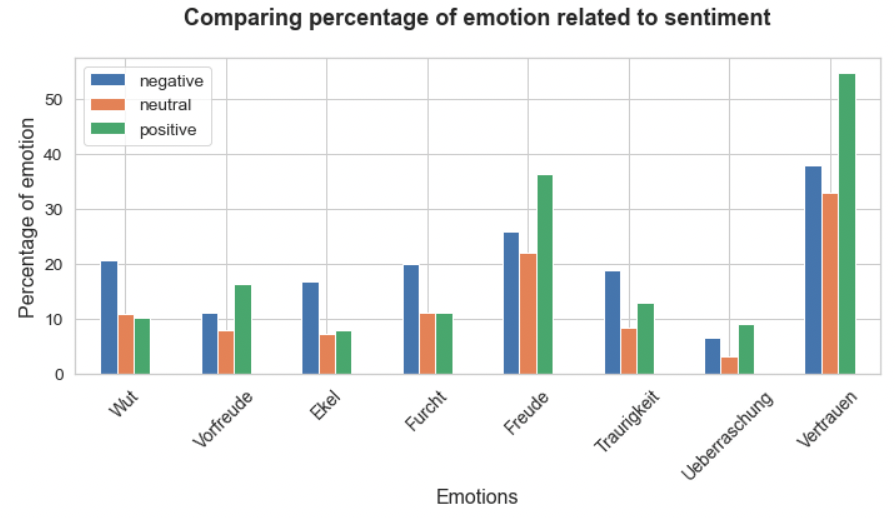 Comparing percentage of emotion related to sentiment
negative
neutral
positive
Percentage of emotion
50
40
30
20
10
0
Wut
Vorfreude
Ekel
Furcht
Freude
Traurigkeit
Ueberraschung
Vertrauen
Emotions